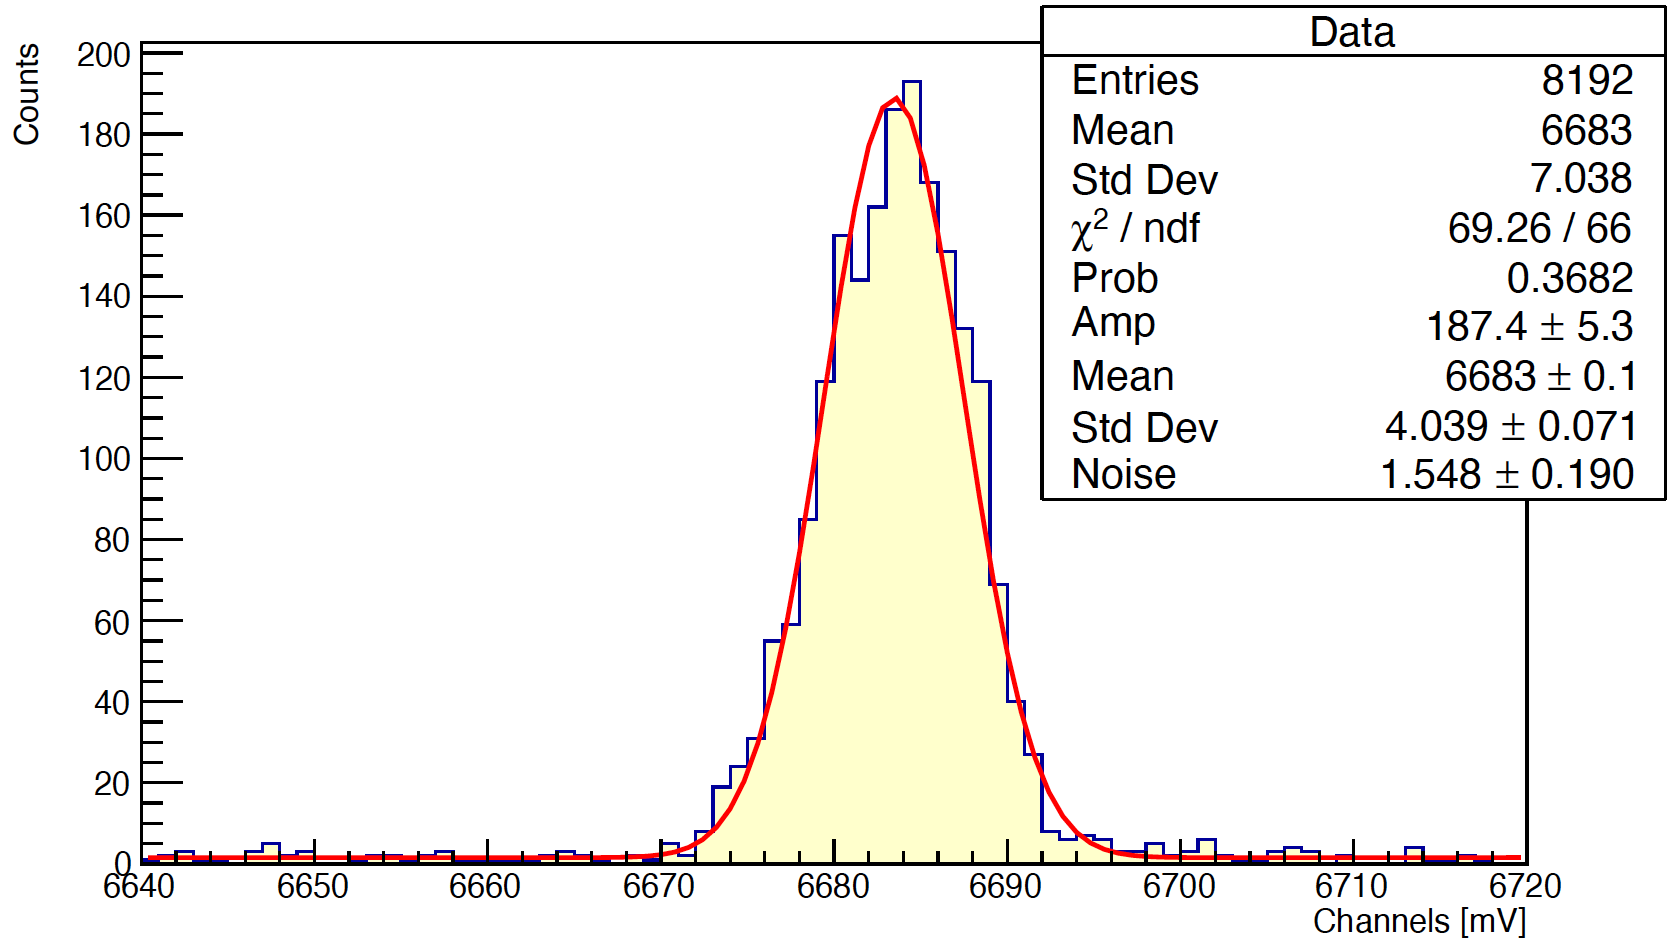 Counts
200
180
160
140
120
100
80
60
40
20
0
6640 6650 6660 6670 6680 6690 6700 6710 6720
Channels [mV]
Data
Entries 8192
Mean 6683
Std Dev 7.038
χ² / ndf 69.26 / 66
Prob 0.3682
Amp 187.4 ± 5.3
Mean 6683 ± 0.1
Std Dev 4.039 ± 0.071
Noise 1.548 ± 0.190